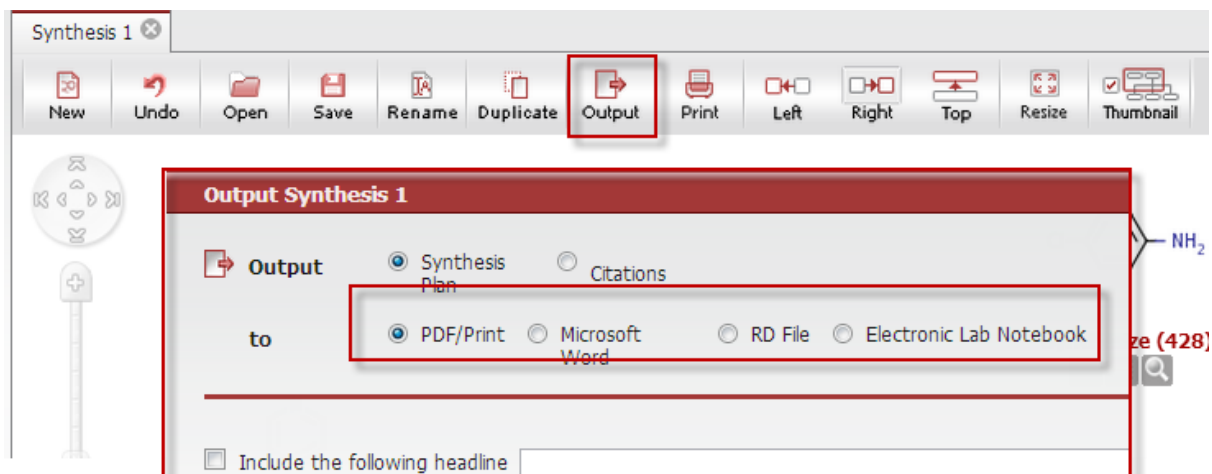 Synthesis 1
New Undo Open Save Rename Duplicate Output Print Left Right Top Resize Thumbnail
Output Synthesis 1
NH2
Output Synthesis Plan Citations
to PDF/Print Microsoft Word RD File Electronic Lab Notebook
ze (428)
Include the following headline